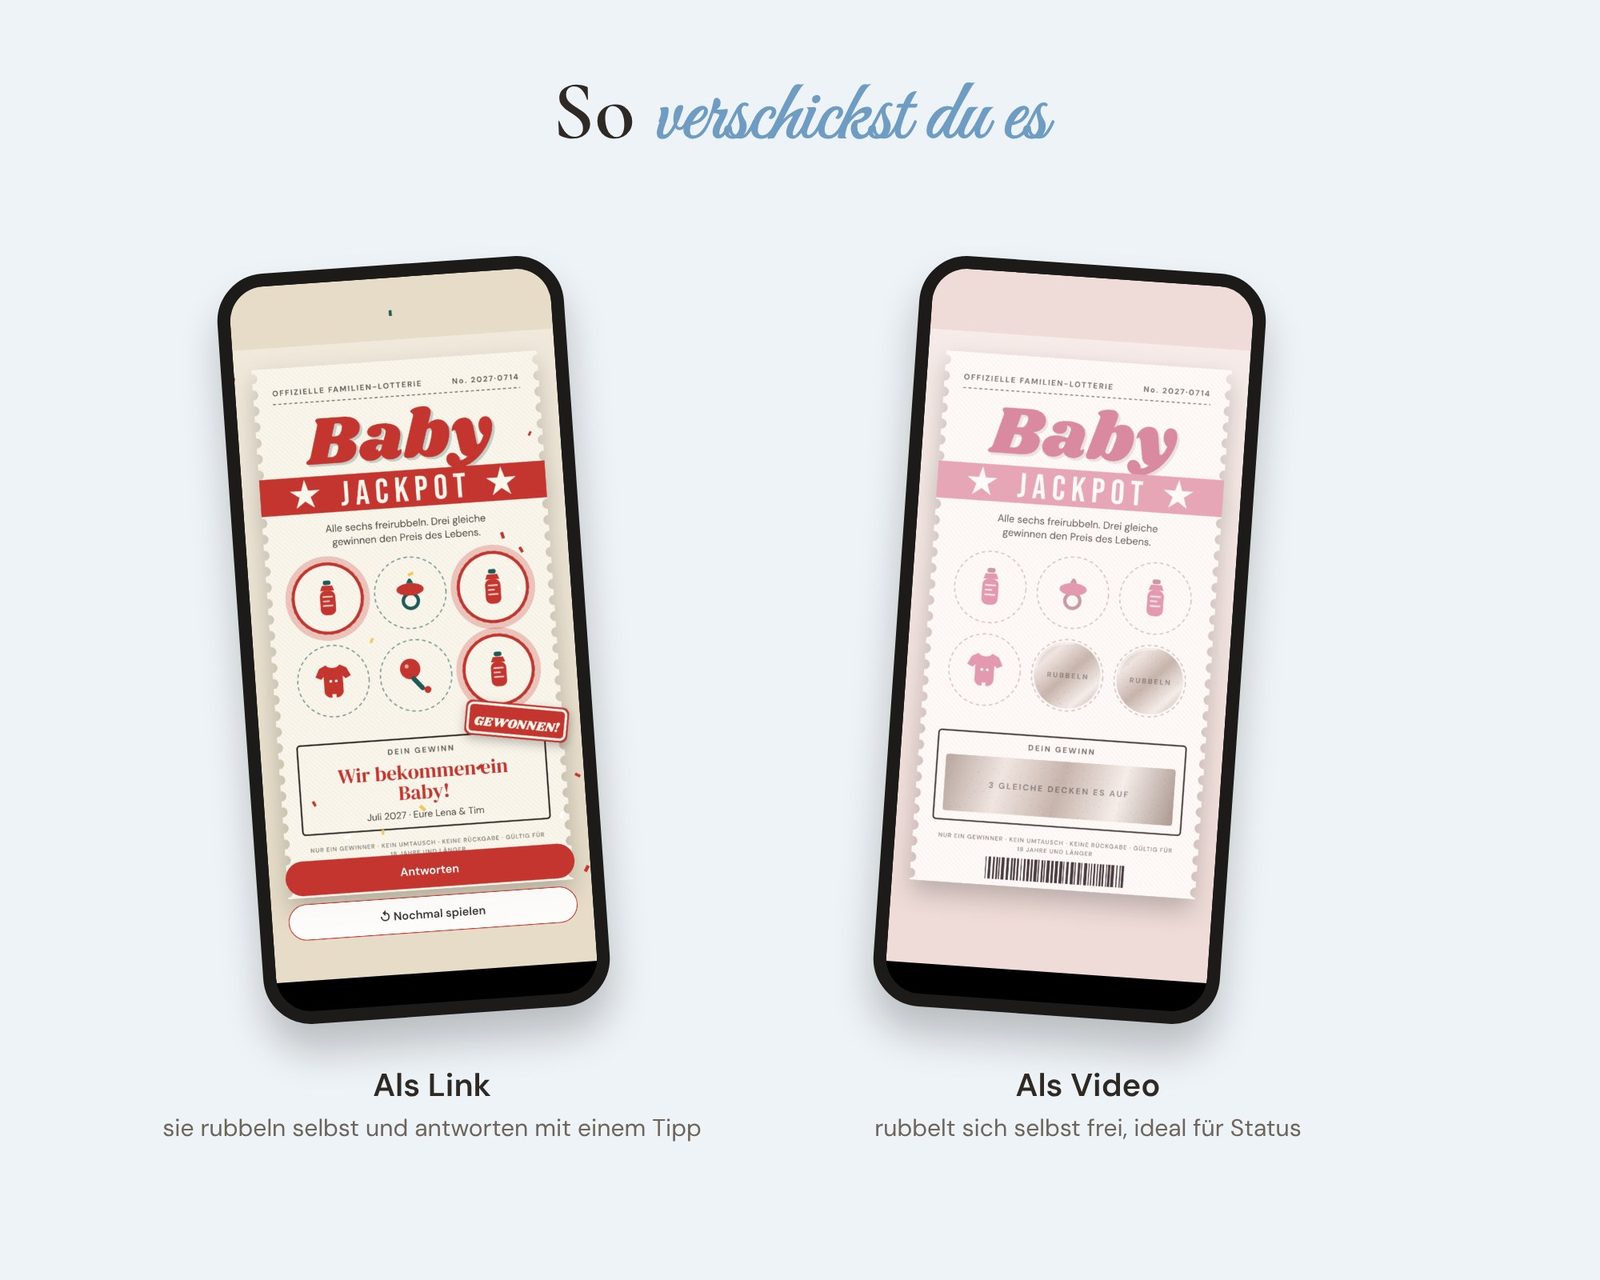 So verschickst du es
OFFIZIELLE FAMILIEN-LOTTERIE No. 2027-0714
Baby
JACKPOT
Alle sechs freirubbeln. Drei gleiche
gewinnen den Preis des Lebens.
GEWONNEN!
DEIN GEWINN
Wir bekommen ein
Baby!
Juli 2027 · Eure Lena & Tim
NUR EIN GEWINNER · KEIN UMTAUSCH · KEINE RÜCKGABE · GÜLTIG FÜR
18 JAHRE UND LÄNGER
Antworten
Nochmal spielen
Als Link
sie rubbeln selbst und antworten mit einem Tipp
OFFIZIELLE FAMILIEN-LOTTERIE No. 2027-0714
Baby
JACKPOT
Alle sechs freirubbeln. Drei gleiche
gewinnen den Preis des Lebens.
RUBBELN RUBBELN
DEIN GEWINN
3 GLEICHE DECKEN ES AUF
NUR EIN GEWINNER · KEIN UMTAUSCH · KEINE RÜCKGABE · GÜLTIG FÜR
18 JAHRE UND LÄNGER
Als Video
rubbelt sich selbst frei, ideal für Status